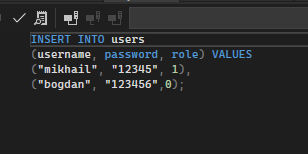 INSERT INTO users
(username, password, role) VALUES
("mikhail", "12345", 1),
("bogdan", "123456",0);